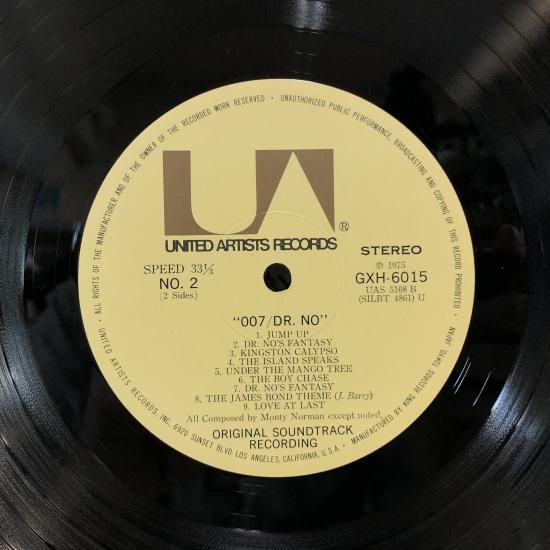 ALL RIGHTS OF THE MANUFACTURER AND OF THE OWNER OF THE RECORDED WORK RESERVED • UNAUTHORIZED PUBLIC PERFORMANCE, BROADCASTING AND COPYING OF THIS RECORD PROHIBITED •
UA
®
UNITED ARTISTS RECORDS
STEREO
SPEED 33⅓
℗ 1975
NO. 2
GXH-6015
(2 Sides)
UAS 5108 B
(SILBT 4861) U
"007/DR. NO"
1. JUMP UP
2. DR. NO'S FANTASY
3. KINGSTON CALYPSO
4. THE ISLAND SPEAKS
5. UNDER THE MANGO TREE
6. THE BOY CHASE
7. DR. NO'S FANTASY
8. THE JAMES BOND THEME (J. Barry)
9. LOVE AT LAST
All Composed by Monty Norman except noted
ORIGINAL SOUNDTRACK
RECORDING
UNITED ARTISTS RECORDS, INC. 6920 SUNSET BLVD. LOS ANGELES, CALIFORNIA, U.S.A. • MANUFACTURED BY KING RECORDS TOKYO, JAPAN